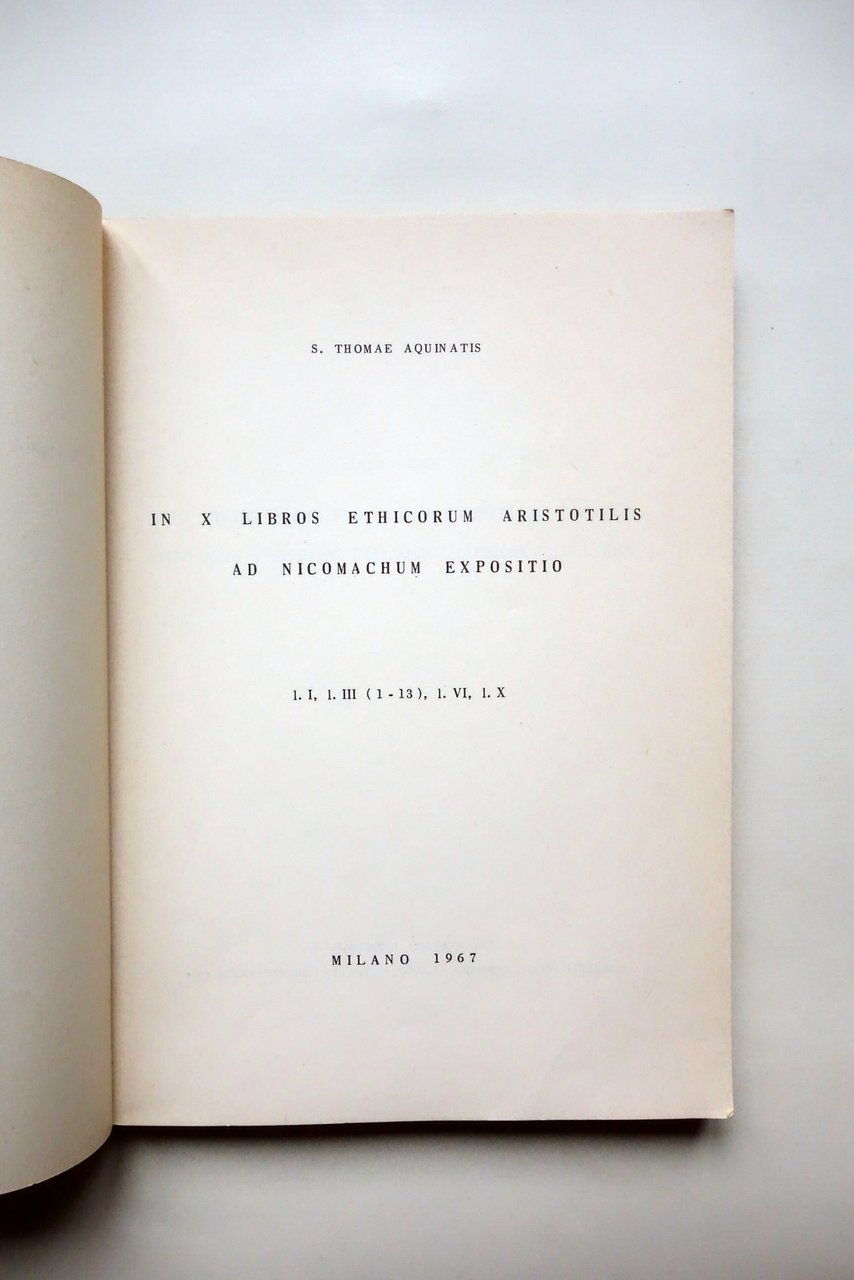 S. THOMAE AQUINATIS
IN X LIBROS ETHICORUM ARISTOTILIS
AD NICOMACHUM EXPOSITIO
l. I, l. III ( 1 - 13 ), l. VI, l. X
MILANO 1967